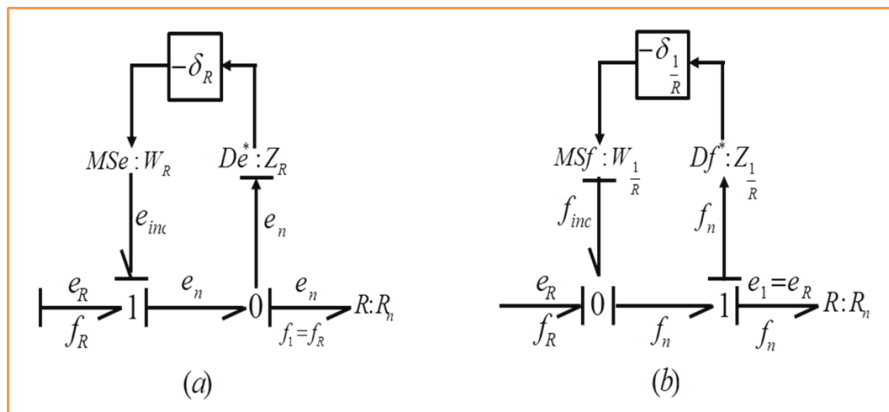 −δ_R
−δ_{1/R}
MSe : W_R
De* : Z_R
MSf : W_{1/R}
Df* : Z_{1/R}
e_inc
e_n
f_inc
f_n
e_R
e_n
e_n
e_R
e_1=e_R
1
0
R:R_n
0
1
R:R_n
f_R
f_1=f_R
f_R
f_n
f_n
(a)
(b)